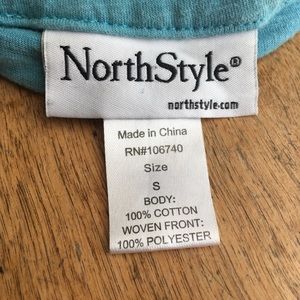 NorthStyle®
northstyle.com
Made in China
RN#106740
Size
S
BODY:
100% COTTON
WOVEN FRONT:
100% POLYESTER